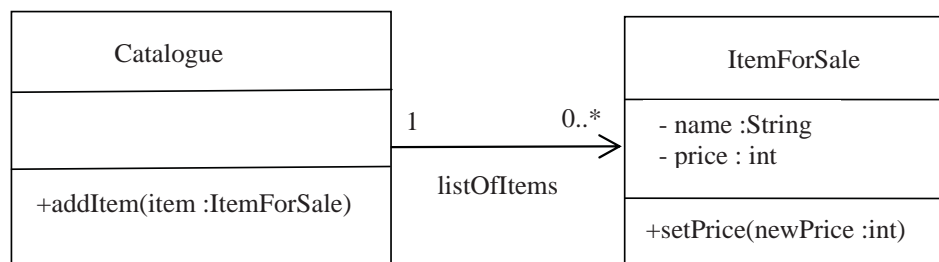 Catalogue
+addItem(item :ItemForSale)
1
0..*
listOfItems
ItemForSale
- name :String
- price : int
+setPrice(newPrice :int)